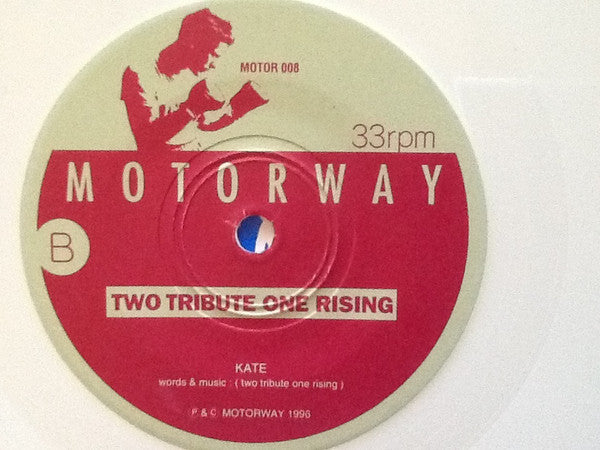 MOTOR 008
33rpm
MOTORWAY
B
TWO TRIBUTE ONE RISING
KATE
words & music : ( two tribute one rising )
P & C MOTORWAY 1996